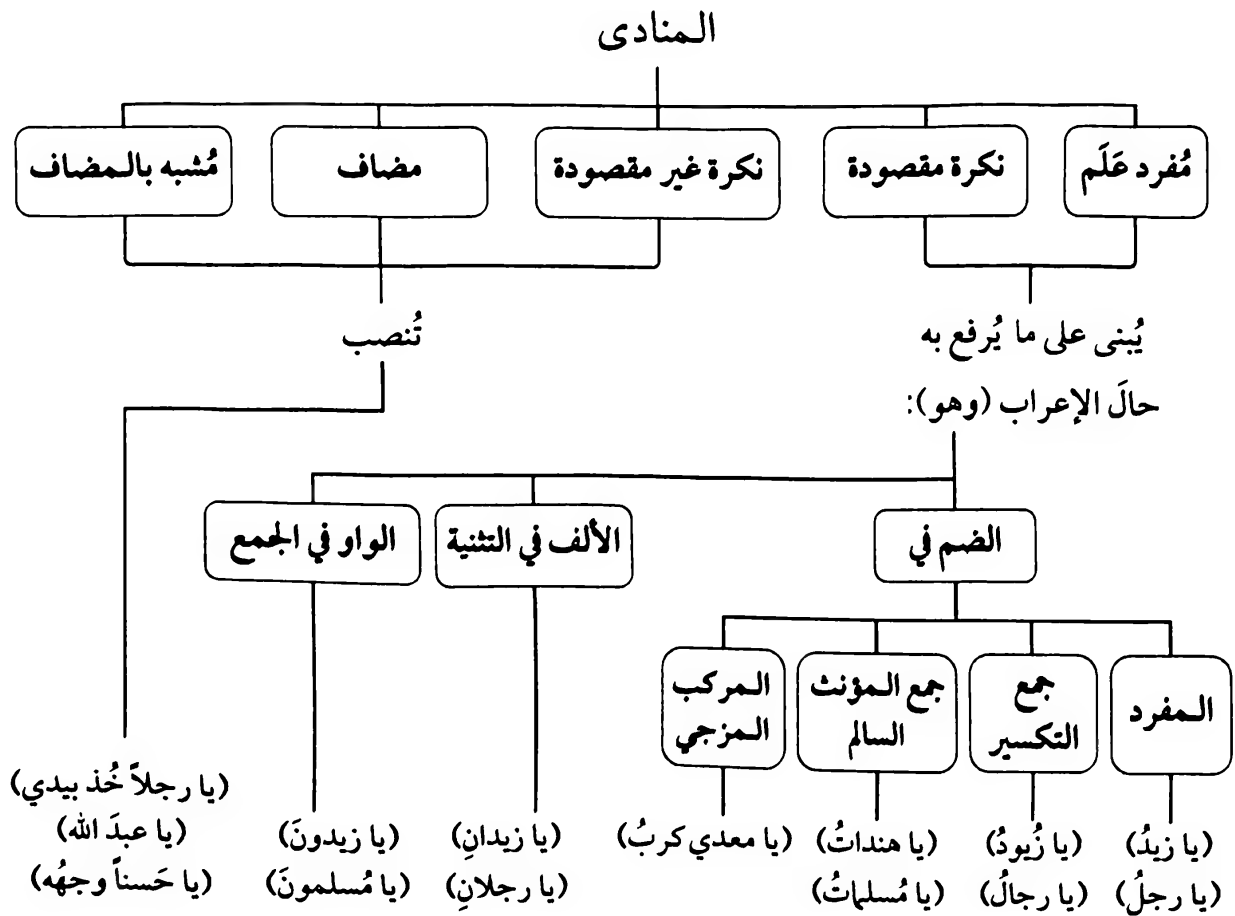 المنادى
مُفرد عَلَم
نكرة مقصودة
نكرة غير مقصودة
مضاف
مُشبه بالمضاف
يُبنى على ما يُرفع به
حالَ الإعراب (وهو):
تُنصب
الضم في
الألف في التثنية
الواو في الجمع
المفرد
جمع
التكسير
جمع المؤنث
السالم
المركب
المزجي
(يا زيدُ)
(يا رجلُ)
(يا زُيودُ)
(يا رجالُ)
(يا هنداتُ)
(يا مُسلماتُ)
(يا معدي كربُ)
(يا زيدانِ)
(يا رجلانِ)
(يا زيدونَ)
(يا مُسلمونَ)
(يا رجلاً خُذ بيدي)
(يا عبدَ الله)
(يا حَسناً وجهُه)